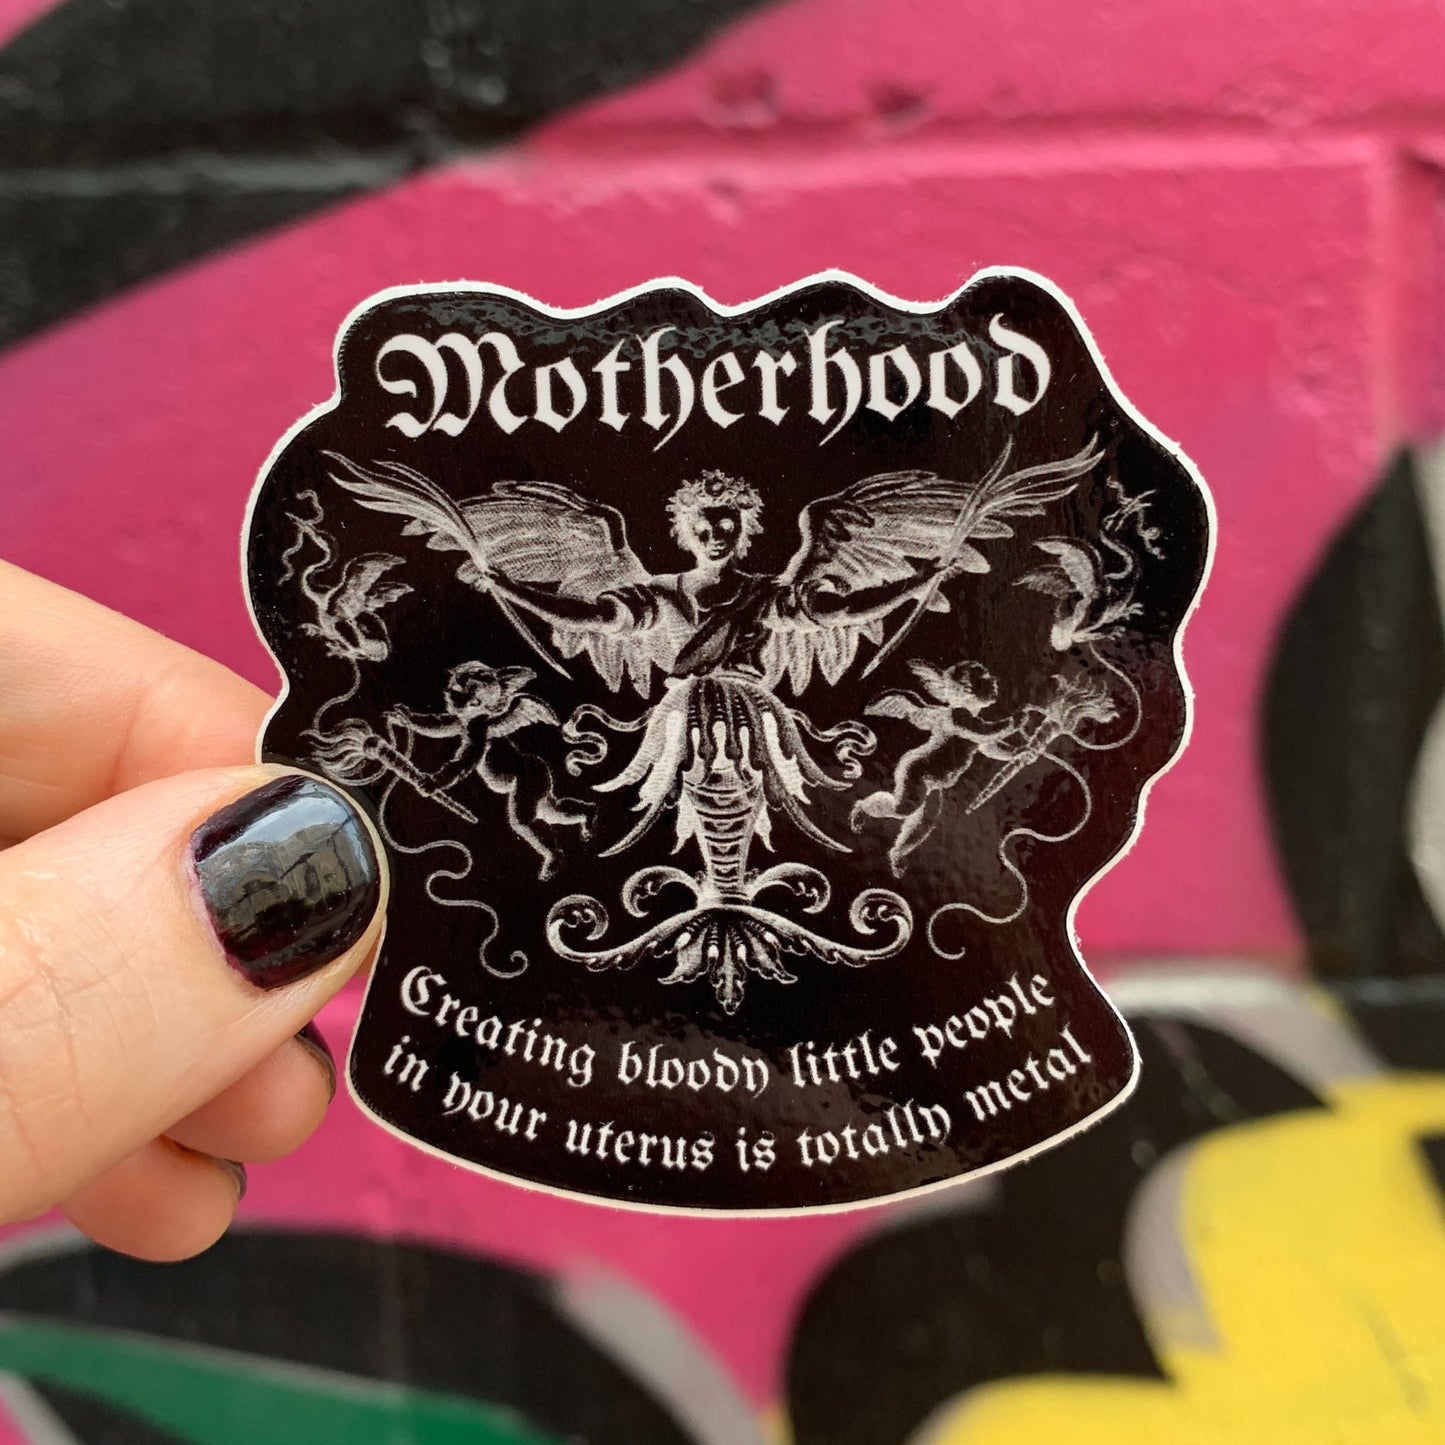 Motherhood
Creating bloody little people
in your uterus is totally metal